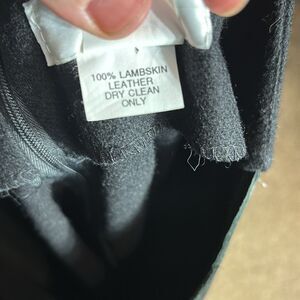 100% LAMBSKIN
LEATHER
DRY CLEAN
ONLY